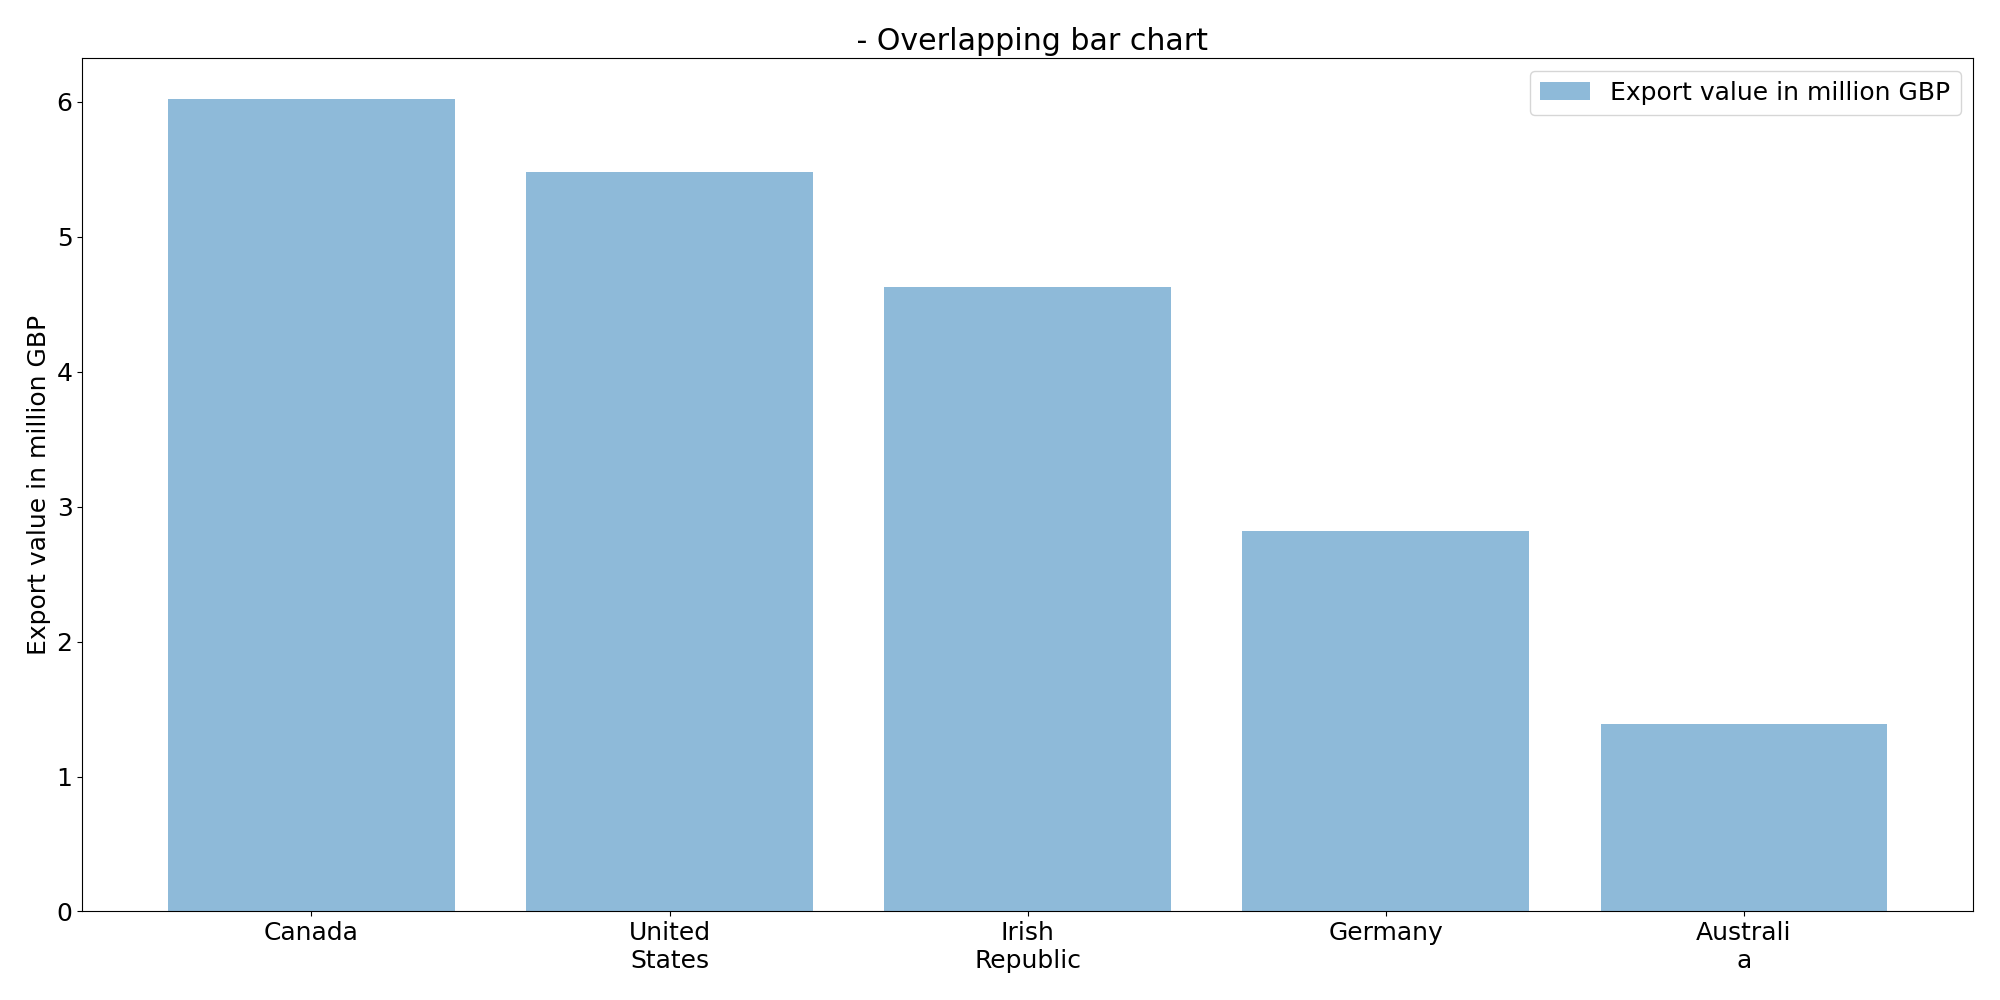 - Overlapping bar chart
Export value in million GBP
Export value in million GBP
6
5
4
3
2
1
0
Canada
United
States
Irish
Republic
Germany
Australi
a